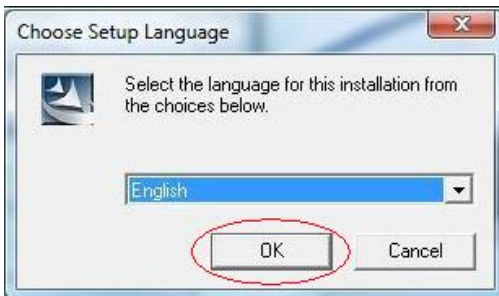 Choose Setup Language
Select the language for this installation from
the choices below.
English
OK
Cancel